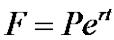 F = Pe^{rt}